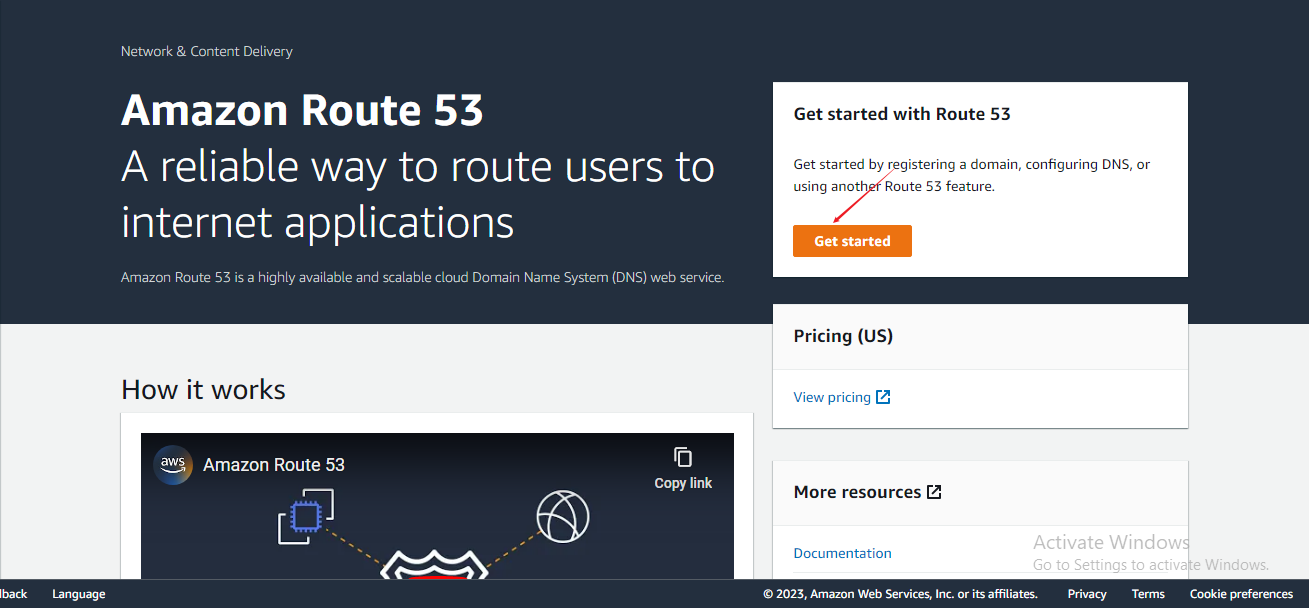 Network & Content Delivery
Amazon Route 53
A reliable way to route users to
internet applications
Amazon Route 53 is a highly available and scalable cloud Domain Name System (DNS) web service.
Get started with Route 53
Get started by registering a domain, configuring DNS, or
using another Route 53 feature.
Get started
Pricing (US)
View pricing
How it works
aws
Amazon Route 53
Copy link
More resources
Documentation
Activate Windows
Go to Settings to activate Windows.
lback
Language
© 2023, Amazon Web Services, Inc. or its affiliates.
Privacy
Terms
Cookie preferences